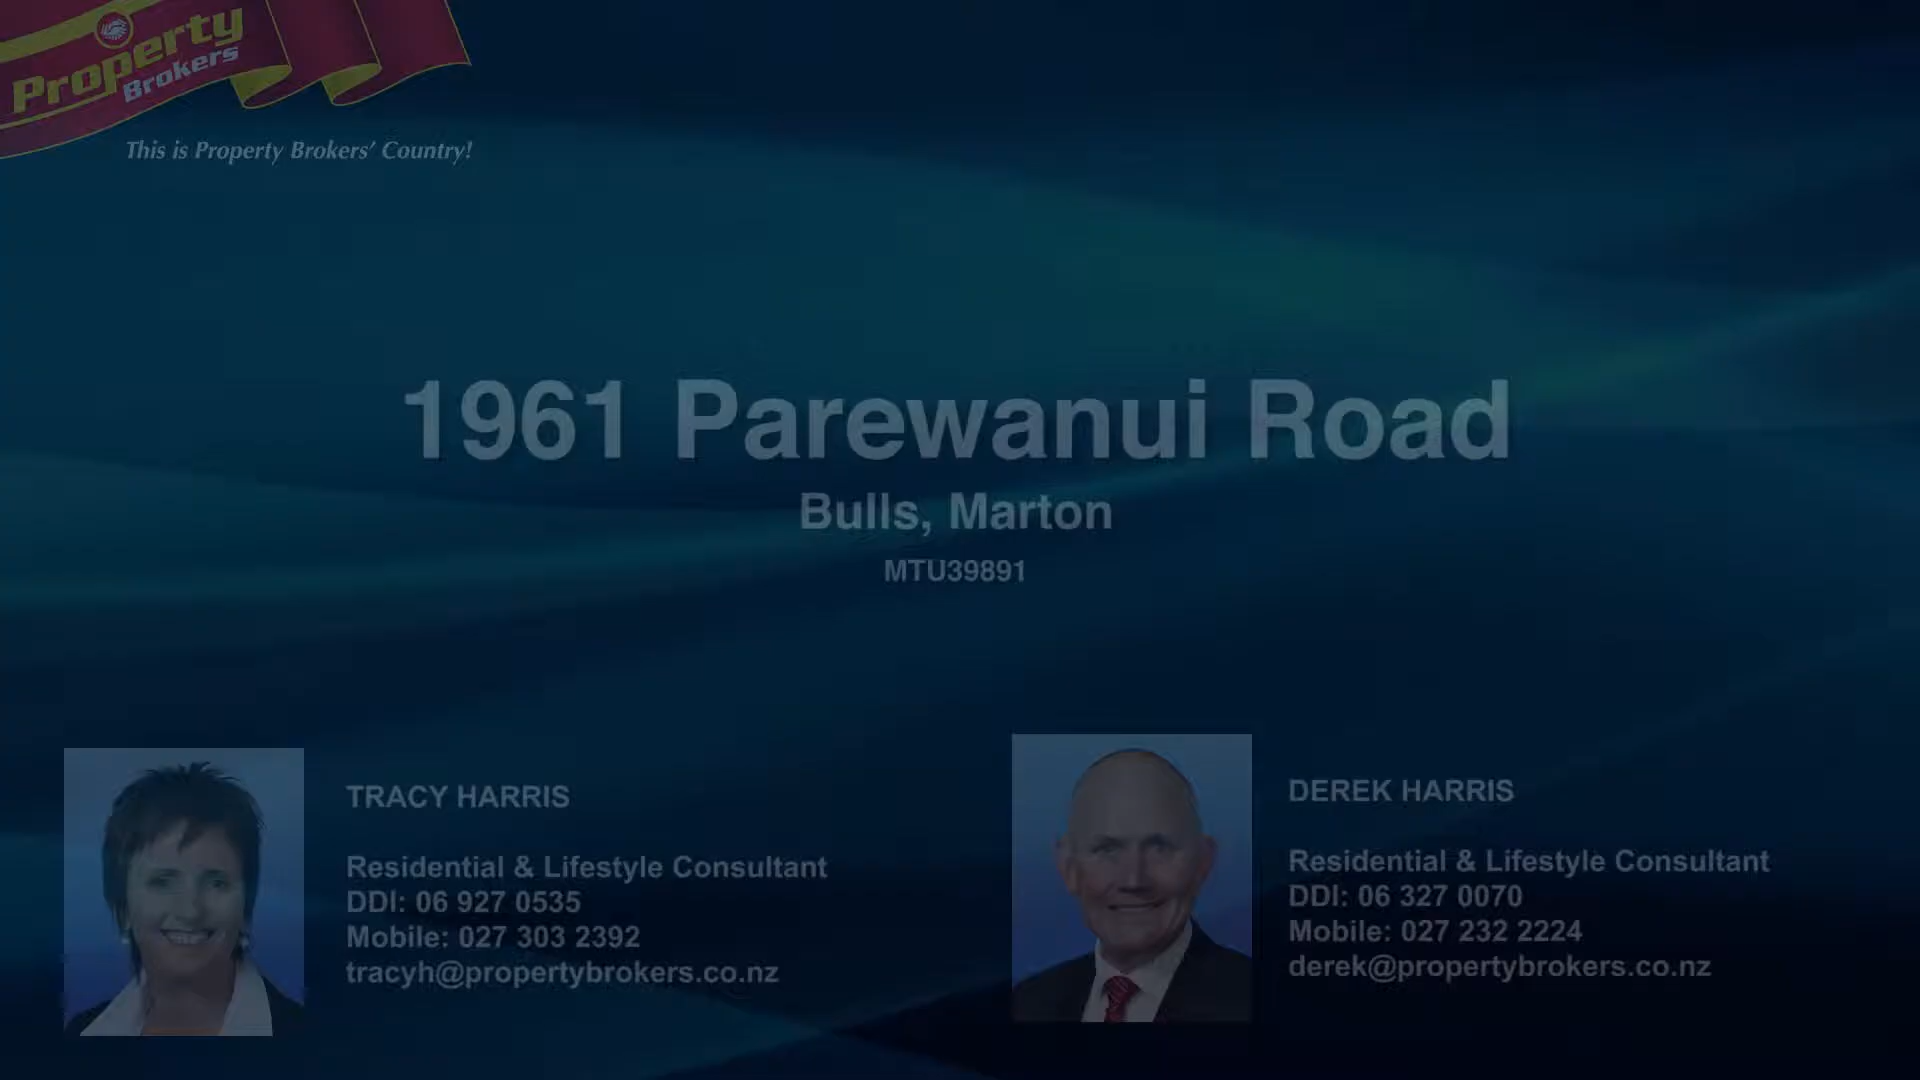 Property
Brokers
This is Property Brokers' Country!
1961 Parewanui Road
Bulls, Marton
MTU39891
TRACY HARRIS
Residential & Lifestyle Consultant
DDI: 06 927 0535
Mobile: 027 303 2392
tracyh@propertybrokers.co.nz
DEREK HARRIS
Residential & Lifestyle Consultant
DDI: 06 327 0070
Mobile: 027 232 2224
derek@propertybrokers.co.nz